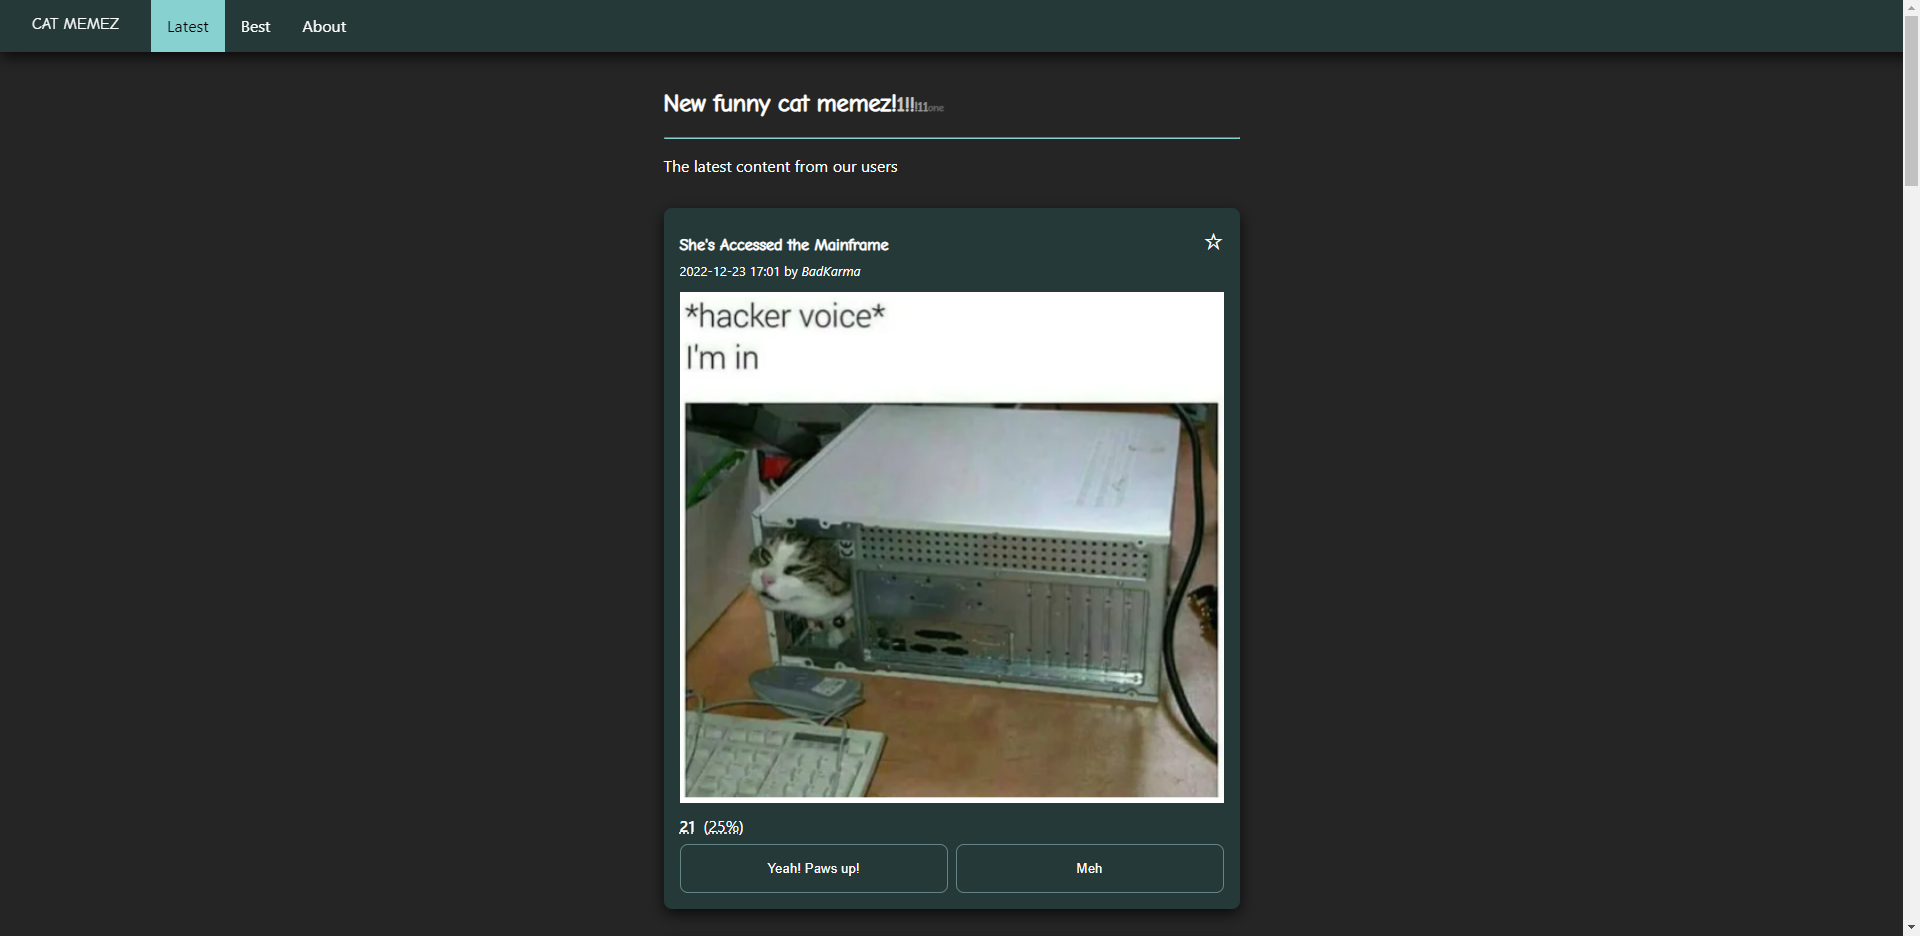 CAT MEMEZ
Latest
Best
About
New funny cat memez!1!!!11one
The latest content from our users
She's Accessed the Mainframe
2022-12-23 17:01 by BadKarma
*hacker voice*
I'm in
21 (25%)
Yeah! Paws up!
Meh